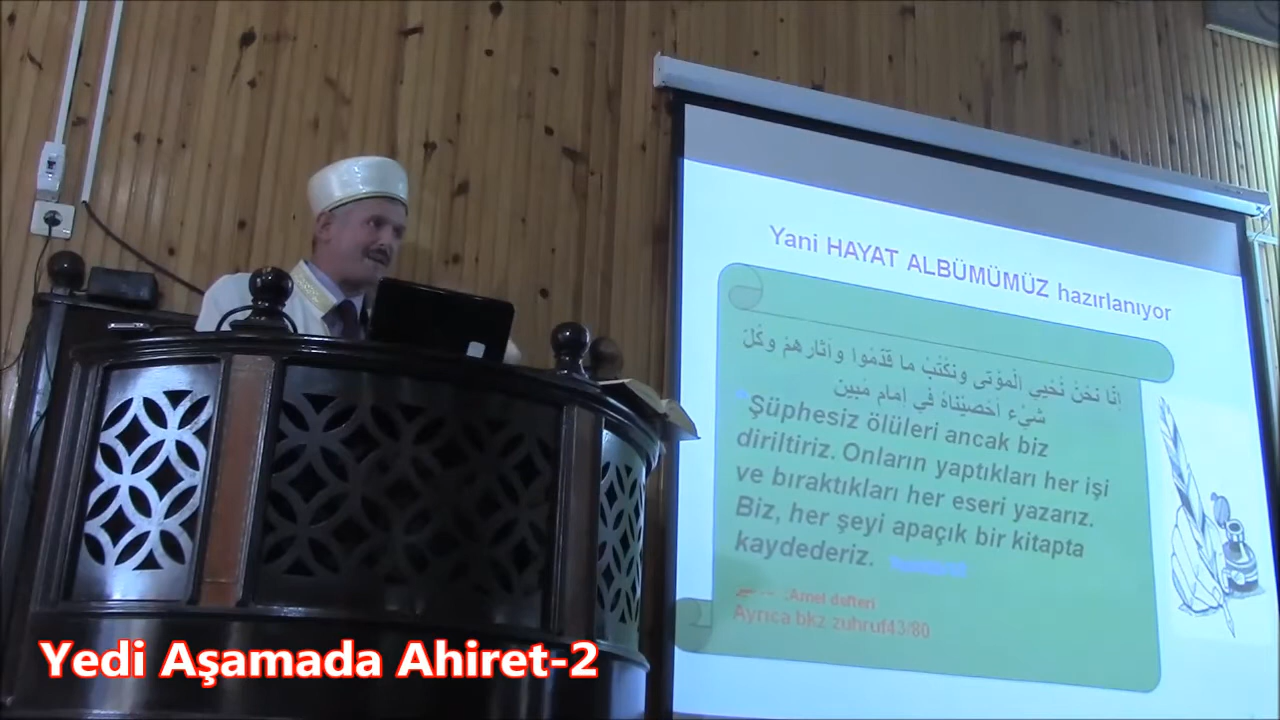 Yani HAYAT ALBÜMÜMÜZ hazırlanıyor
إِنَّا نَحْنُ نُحْيِي الْمَوْتَى وَنَكْتُبُ مَا قَدَّمُوا وَآثَارَهُمْ وَكُلَّ
شَيْءٍ أحْصَيْنَاهُ فِي إِمَامٍ مُبِينٍ
"Şüphesiz ölüleri ancak biz
diriltiriz. Onların yaptıkları her işi
ve bıraktıkları her eseri yazarız.
Biz, her şeyi apaçık bir kitapta
kaydederiz.
:Amel defteri
Ayrıca bkz zuhruf43/80
Yedi Aşamada Ahiret-2